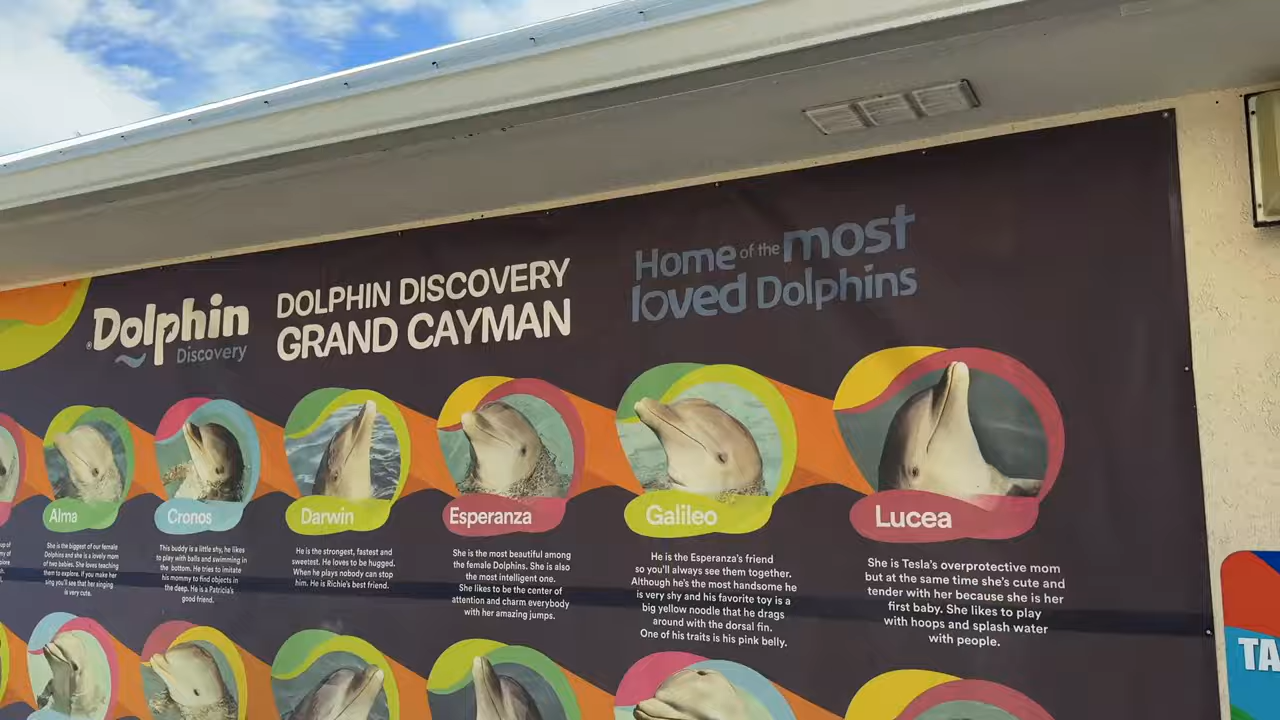 Dolphin
Discovery
DOLPHIN DISCOVERY
GRAND CAYMAN
Home of the most
loved Dolphins
Alma
She is the biggest of our female
Dolphins and she is a lovely mom
of two babies. She loves teaching
them to explore. If you make her
sing you'll see that her singing
is very cute.
Cronos
This buddy is a little shy, he likes
to play with balls and swimming in
the bottom. He tries to imitate
his mommy to find objects in
the deep. He is a Patricia's
good friend.
Darwin
He is the strongest, fastest and
sweetest. He loves to be hugged.
When he plays nobody can stop
him. He is Richie's best friend.
Esperanza
She is the most beautiful among
the female Dolphins. She is also
the most intelligent one.
She likes to be the center of
attention and charm everybody
with her amazing jumps.
Galileo
He is the Esperanza's friend
so you'll always see them together.
Although he's the most handsome he
is very shy and his favorite toy is a
big yellow noodle that he drags
around with the dorsal fin.
One of his traits is his pink belly.
Lucea
She is Tesla's overprotective mom
but at the same time she's cute and
tender with her because she is her
first baby. She likes to play
with hoops and splash water
with people.
TA